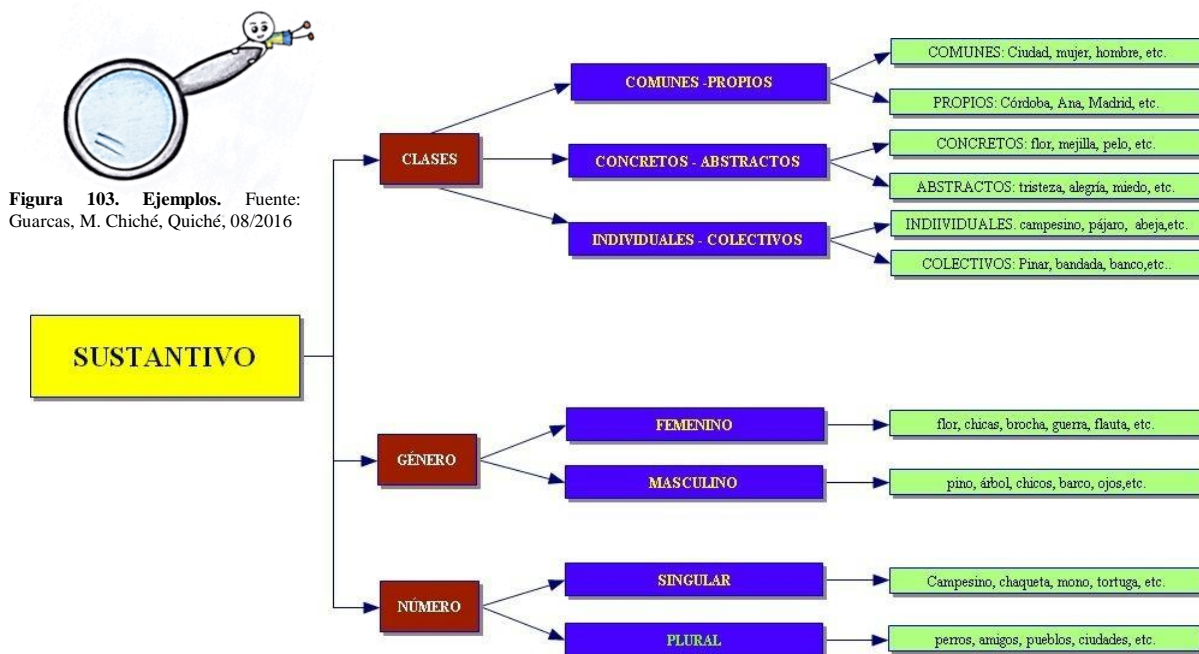 Figura 103. Ejemplos. Fuente:
Guarcas, M. Chiché, Quiché, 08/2016
SUSTANTIVO
CLASES
COMUNES -PROPIOS
COMUNES: Ciudad, mujer, hombre, etc.
PROPIOS: Córdoba, Ana, Madrid, etc.
CONCRETOS - ABSTRACTOS
CONCRETOS: flor, mejilla, pelo, etc.
ABSTRACTOS: tristeza, alegría, miedo, etc.
INDIVIDUALES - COLECTIVOS
INDIIVIDUALES. campesino, pájaro, abeja,etc.
COLECTIVOS: Pinar, bandada, banco,etc..
GÉNERO
FEMENINO
flor, chicas, brocha, guerra, flauta, etc.
MASCULINO
pino, árbol, chicos, barco, ojos,etc.
NÚMERO
SINGULAR
Campesino, chaqueta, mono, tortuga, etc.
PLURAL
perros, amigos, pueblos, ciudades, etc.